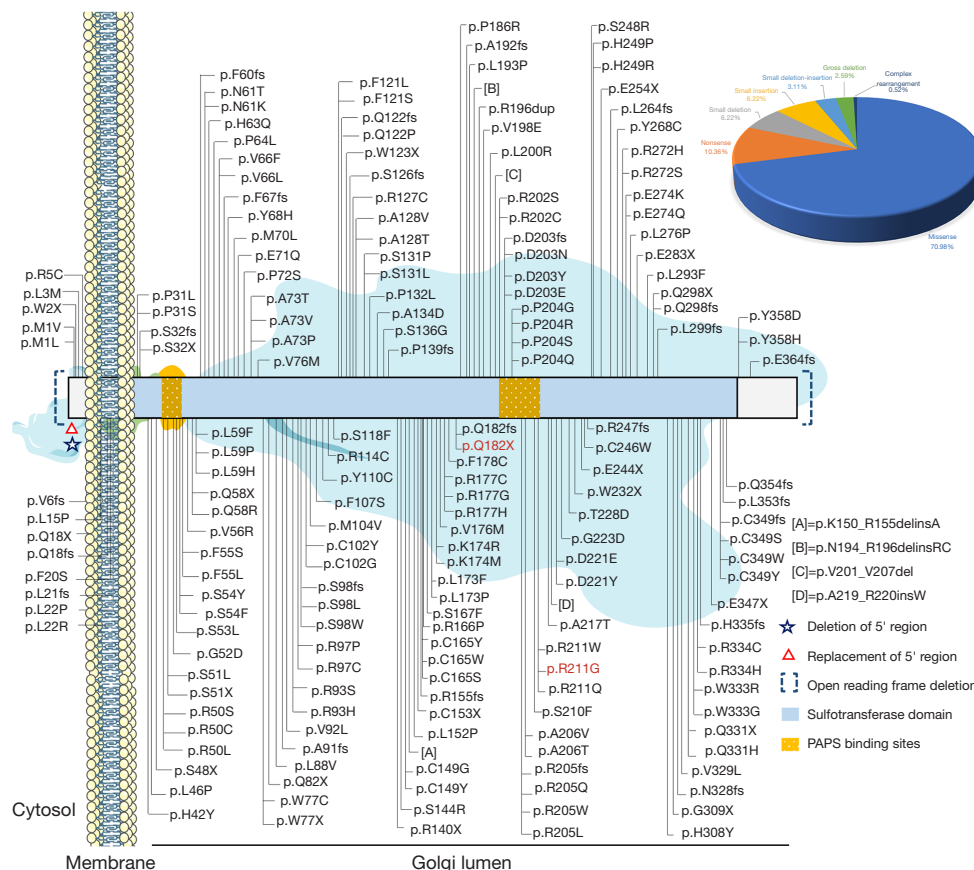 p.R5C
p.L3M
p.W2X
p.M1V
p.M1L
p.P31L
p.P31S
p.S32fs
p.S32X
p.F60fs
p.N61T
p.N61K
p.H63Q
p.P64L
p.V66F
p.V66L
p.F67fs
p.Y68H
p.M70L
p.E71Q
p.P72S
p.A73T
p.A73V
p.A73P
p.V76M
p.F121L
p.F121S
p.Q122fs
p.Q122P
p.W123X
p.S126fs
p.R127C
p.A128V
p.A128T
p.S131P
p.S131L
p.P132L
p.A134D
p.S136G
p.P139fs
p.P186R
p.A192fs
p.L193P
[B]
p.R196dup
p.V198E
p.L200R
[C]
p.R202S
p.R202C
p.D203fs
p.D203N
p.D203Y
p.D203E
p.P204G
p.P204R
p.P204S
p.P204Q
p.S248R
p.H249P
p.H249R
p.E254X
p.L264fs
p.Y268C
p.R272H
p.R272S
p.E274K
p.E274Q
p.L276P
p.E283X
p.L293F
p.Q298X
p.Q298fs
p.L299fs
p.Y358D
p.Y358H
p.E364fs
Gross deletion
2.59%
Complex
rearrangement
0.52%
Small deletion-insertion
3.11%
Small insertion
6.22%
Small deletion
6.22%
Nonsense
10.36%
Missense
70.98%
p.V6fs
p.L15P
p.Q18X
p.Q18fs
p.F20S
p.L21fs
p.L22P
p.L22R
p.L59F
p.L59P
p.L59H
p.Q58X
p.Q58R
p.V56R
p.F55S
p.F55L
p.S54Y
p.S54F
p.S53L
p.G52D
p.S51L
p.S51X
p.R50S
p.R50C
p.R50L
p.S48X
p.L46P
p.H42Y
p.S118F
p.R114C
p.Y110C
p.F107S
p.M104V
p.C102Y
p.C102G
p.S98fs
p.S98L
p.S98W
p.R97P
p.R97C
p.R93S
p.R93H
p.V92L
p.A91fs
p.L88V
p.Q82X
p.W77C
p.W77X
p.Q182fs
p.Q182X
p.F178C
p.R177C
p.R177G
p.R177H
p.V176M
p.K174R
p.K174M
p.L173F
p.L173P
p.S167F
p.R166P
p.C165Y
p.C165W
p.C165S
p.R155fs
p.C153X
p.L152P
[A]
p.C149G
p.C149Y
p.S144R
p.R140X
p.R247fs
p.C246W
p.E244X
p.W232X
p.T228D
p.G223D
p.D221E
p.D221Y
[D]
p.A217T
p.R211W
p.R211G
p.R211Q
p.S210F
p.A206V
p.A206T
p.R205fs
p.R205Q
p.R205W
p.R205L
p.Q354fs
p.L353fs
p.C349fs
p.C349S
p.C349W
p.C349Y
p.E347X
p.H335fs
p.R334C
p.R334H
p.W333R
p.W333G
p.Q331X
p.Q331H
p.V329L
p.N328fs
p.G309X
p.H308Y
[A]=p.K150_R155delinsA
[B]=p.N194_R196delinsRC
[C]=p.V201_V207del
[D]=p.A219_R220insW
Deletion of 5' region
Replacement of 5' region
Open reading frame deletion
Sulfotransferase domain
PAPS binding sites
Cytosol
Membrane
Golgi lumen